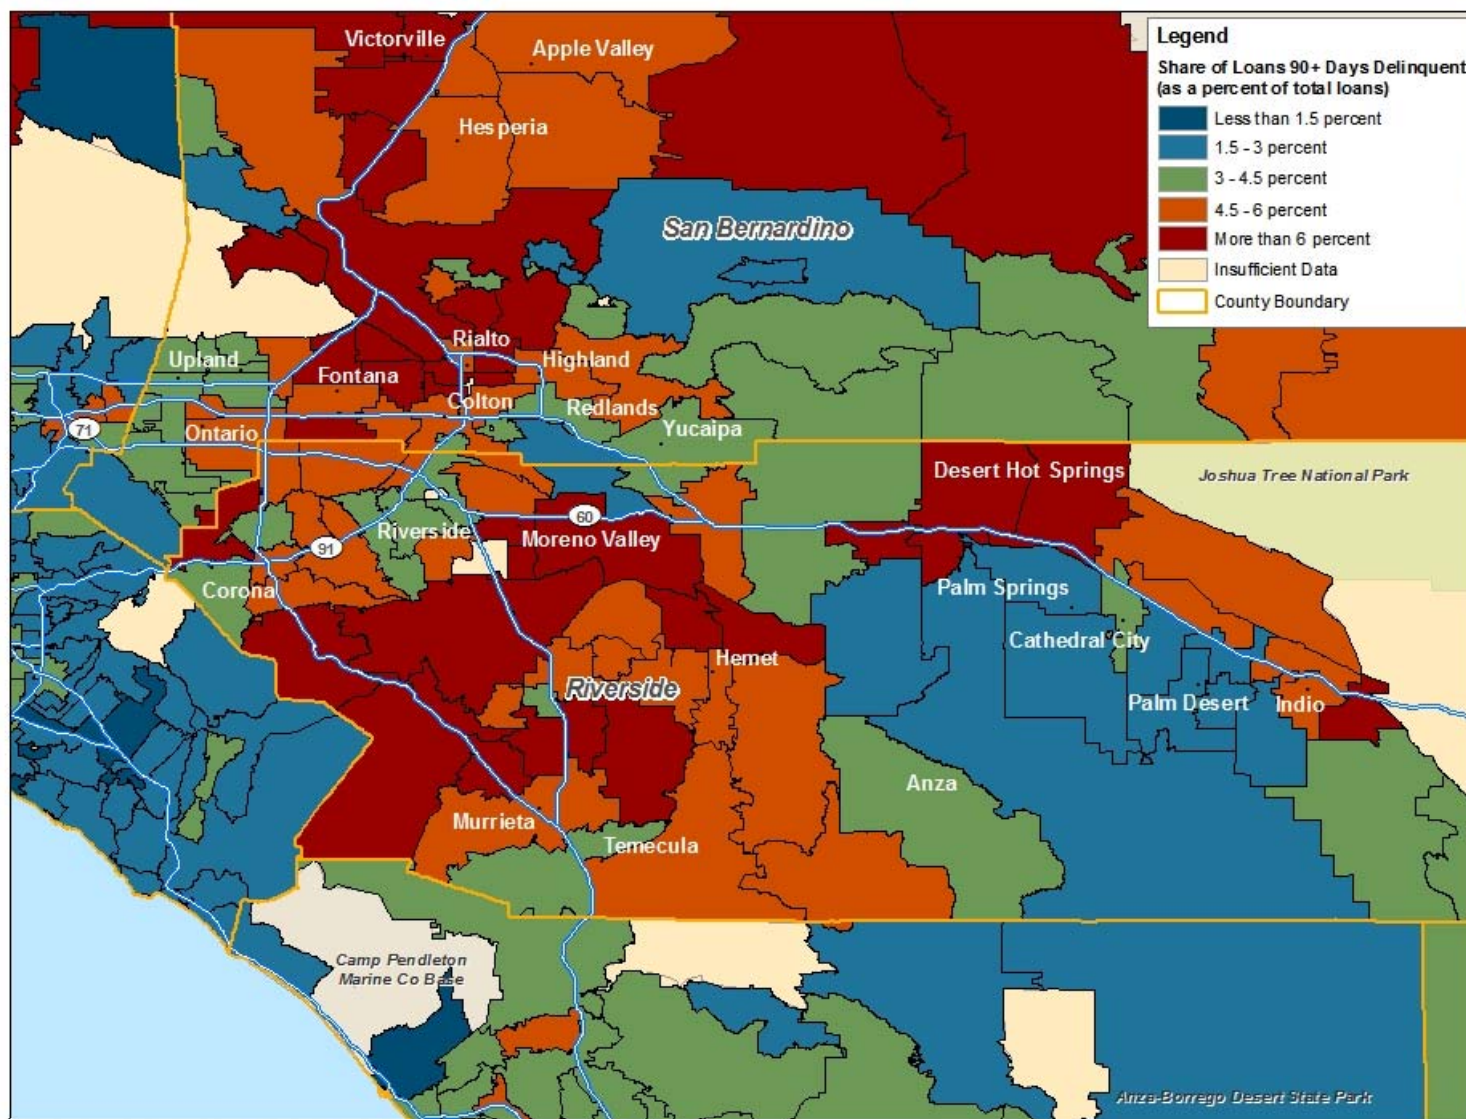 Legend
Share of Loans 90+ Days Delinquent
(as a percent of total loans)
Less than 1.5 percent
1.5 - 3 percent
3 - 4.5 percent
4.5 - 6 percent
More than 6 percent
Insufficient Data
County Boundary
Victorville
Apple Valley
Hesperia
San Bernardino
Rialto
Upland
Highland
Fontana
Colton
Redlands
71
Ontario
Yucaipa
Desert Hot Springs
Joshua Tree National Park
60
Riverside
Moreno Valley
91
Corona
Palm Springs
Cathedral City
Hemet
Riverside
Palm Desert
Indio
Anza
Murrieta
Temecula
Camp Pendleton
Marine Co Base
Anza-Borrego Desert State Park